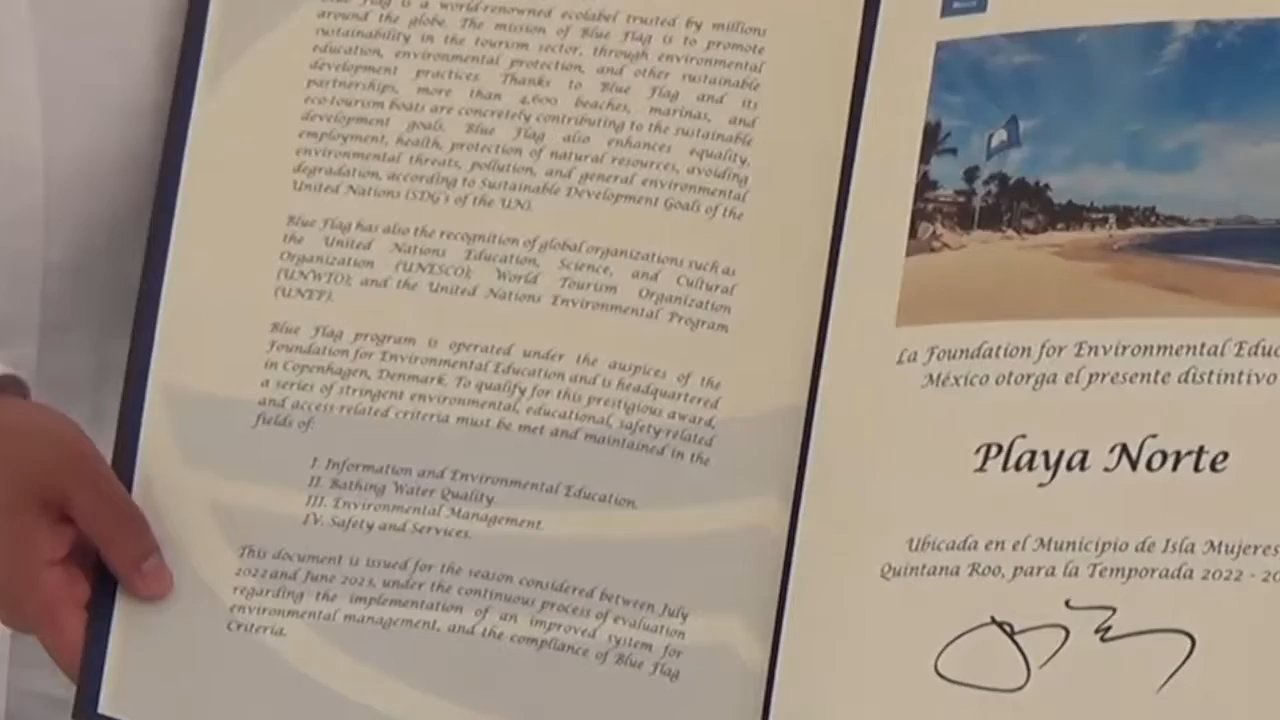 Blue Flag is a world-renowned ecolabel trusted by millions
around the globe. The mission of Blue Flag is to promote
sustainability in the tourism sector, through environmental
education, environmental protection, and other sustainable
development practices. Thanks to Blue Flag and its
partnerships, more than 4,600 beaches, marinas, and
eco-tourism boats are concretely contributing to the sustainable
development goals. Blue Flag also enhances equality,
employment, health, protection of natural resources, avoiding
environmental threats, pollution, and general environmental
degradation, according to Sustainable Development Goals of the
United Nations (SDG's of the UN).
Blue Flag has also the recognition of global organizations such as
the United Nations Education, Science, and Cultural
Organization (UNESCO); World Tourism Organization
(UNWTO); and the United Nations Environmental Program
(UNEP).
Blue Flag program is operated under the auspices of the
Foundation for Environmental Education and is headquartered
in Copenhagen, Denmark. To qualify for this prestigious award,
a series of stringent environmental, educational, safety-related
and access-related criteria must be met and maintained in the
fields of:
I. Information and Environmental Education.
II. Bathing Water Quality.
III. Environmental Management.
IV. Safety and Services.
This document is issued for the season considered between July
2022 and June 2023, under the continuous process of evaluation
regarding the implementation of an improved system for
environmental management, and the compliance of Blue Flag
Criteria.
La Foundation for Environmental Educ
México otorga el presente distintivo
Playa Norte
Ubicada en el Municipio de Isla Mujeres
Quintana Roo, para la Temporada 2022 - 20